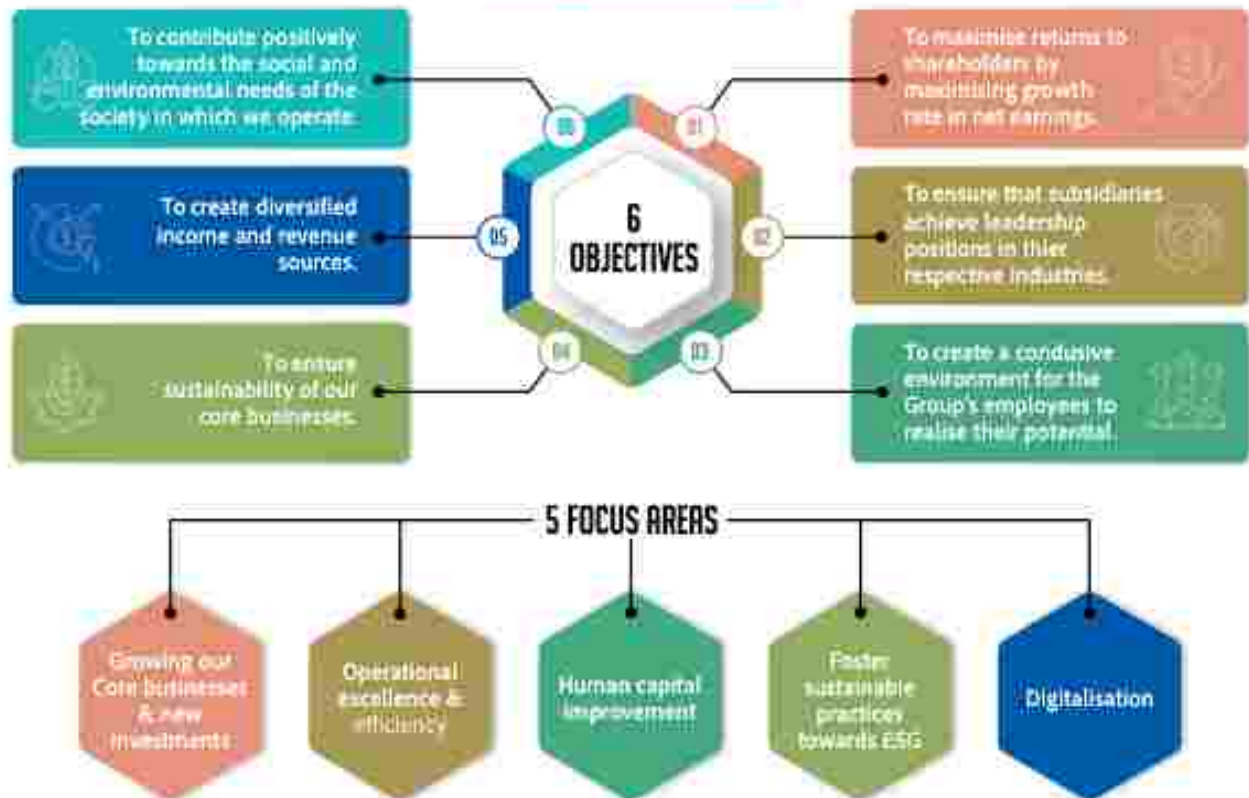 To contribute positively
towards the social and
environmental needs of the
society in which we operate.
06
To create diversified
income and revenue
sources.
05
To ensure
sustainability of our
core businesses.
04
6
OBJECTIVES
01
To maximise returns to
shareholders by
maximising growth
rate in net earnings.
02
To ensure that subsidiaries
achieve leadership
positions in thier
respective industries.
03
To create a condusive
environment for the
Group's employees to
realise their potential.
5 FOCUS AREAS
Growing our
Core businesses
& new
investments
Operational
excellence &
efficiency
Human capital
improvement
Foster
sustainable
practices
towards ESG
Digitalisation